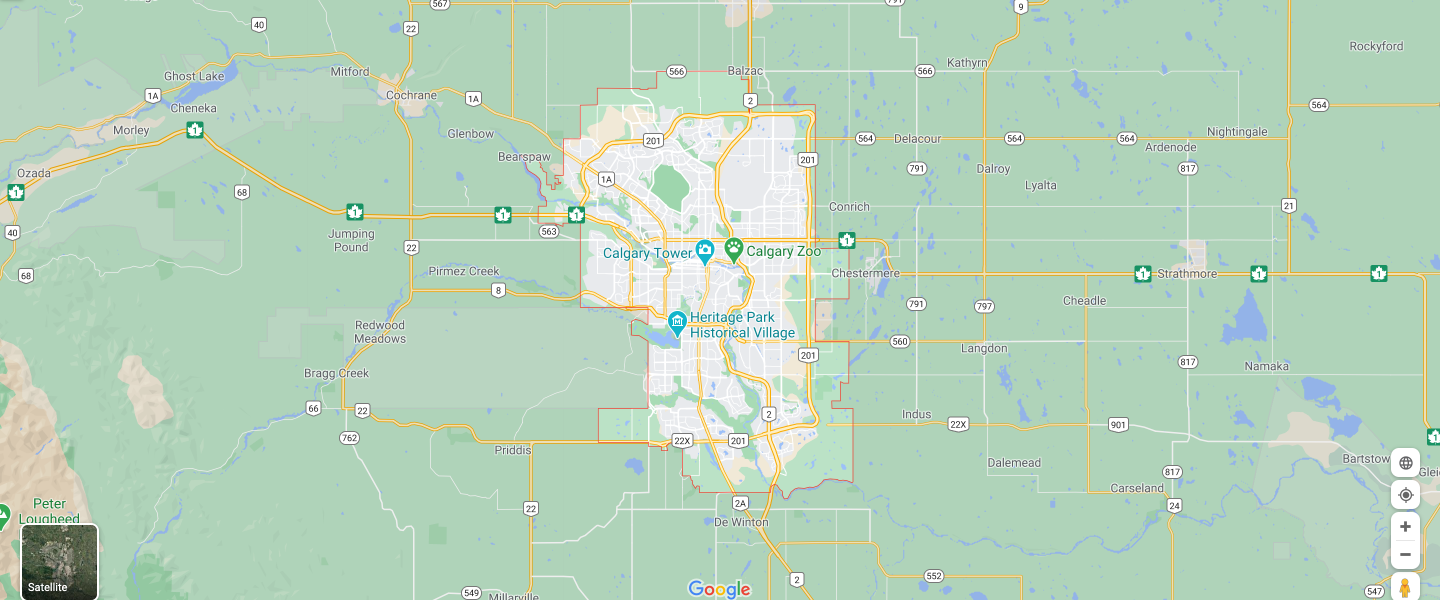 567
791
9
40
22
Rockyford
Kathyrn
566
Balzac
566
Mitford
Ghost Lake
Cochrane
1A
1A
2
564
Cheneka
Morley
1
Glenbow
201
564
Delacour
564
564
Nightingale
Ardenode
Bearspaw
201
791
Dalroy
817
Ozada
1A
Lyalta
1
68
Conrich
21
1
1
1
40
Jumping
Pound
563
22
1
Calgary Tower
Calgary Zoo
68
Pirmez Creek
Chestermere
1
Strathmore
1
1
8
791
797
Cheadle
Heritage Park
Historical Village
Redwood
Meadows
560
Langdon
201
817
Namaka
Bragg Creek
66
22
2
Indus
22X
901
762
22X
201
1
Priddis
Dalemead
817
Bartstow
Glei
Carseland
Peter
Lougheed
22
2A
24
De Winton
2
552
Satellite
549
Millarville
Google
547